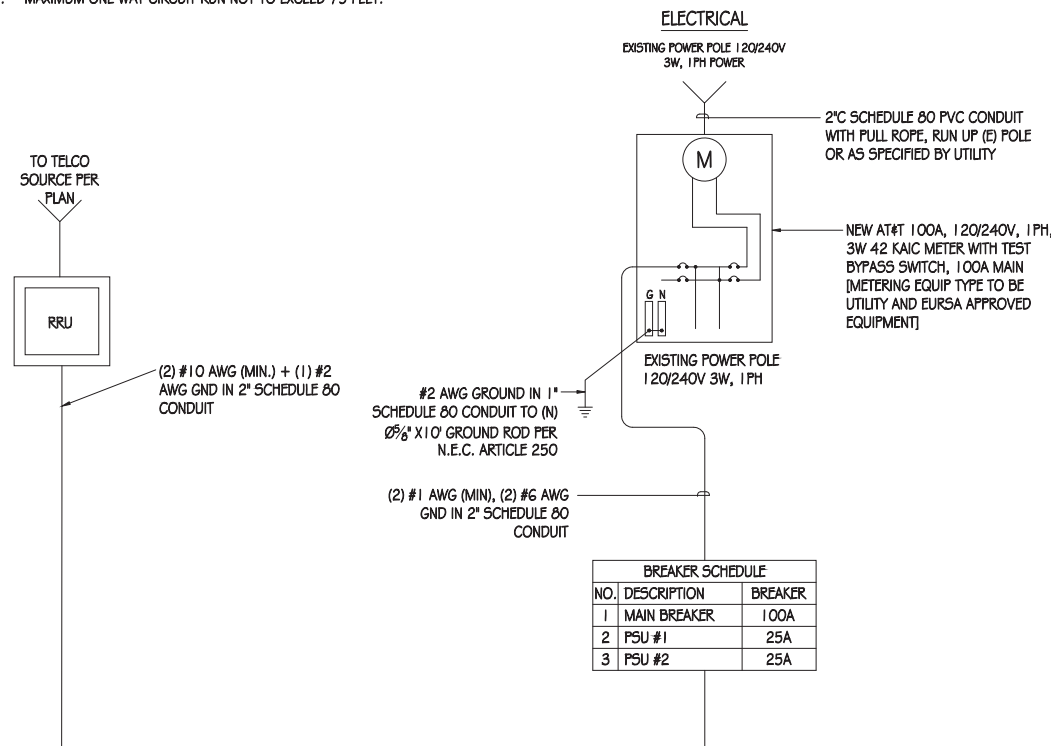 MAXIMUM ONE WAY CIRCUIT RUN NOT TO EXCEED 75 FEET.
ELECTRICAL
EXISTING POWER POLE 120/240V
3W, 1PH POWER
2"C SCHEDULE 80 PVC CONDUIT
WITH PULL ROPE, RUN UP (E) POLE
OR AS SPECIFIED BY UTILITY
M
TO TELCO
SOURCE PER
PLAN
NEW AT&T 100A, 120/240V, 1PH,
3W 42 KAIC METER WITH TEST
BYPASS SWITCH, 100A MAIN
[METERING EQUIP TYPE TO BE
UTILITY AND EURSA APPROVED
EQUIPMENT]
G N
RRU
EXISTING POWER POLE
120/240V 3W, 1PH
(2) #10 AWG (MIN.) + (1) #2
AWG GND IN 2" SCHEDULE 80
CONDUIT
#2 AWG GROUND IN 1"
SCHEDULE 80 CONDUIT TO (N)
Ø5/8" X10' GROUND ROD PER
N.E.C. ARTICLE 250
(2) #1 AWG (MIN), (2) #6 AWG
GND IN 2" SCHEDULE 80
CONDUIT
BREAKER SCHEDULE
NO. DESCRIPTION BREAKER
1 MAIN BREAKER 100A
2 PSU #1 25A
3 PSU #2 25A